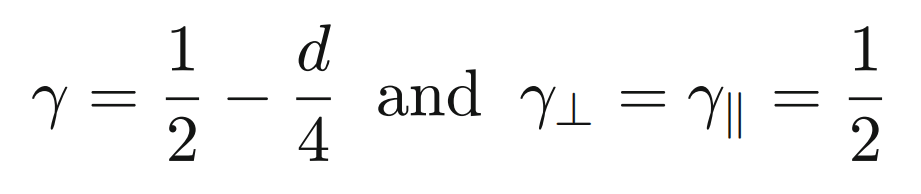 γ = 1/2 − d/4 and γ⊥ = γ∥ = 1/2